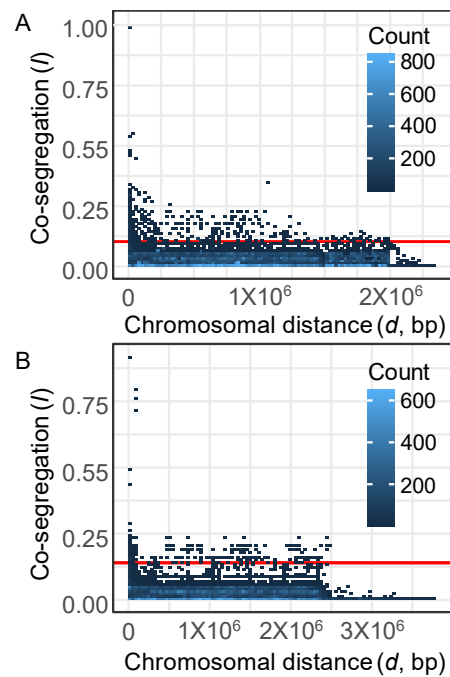 A
Co-segregation (I)
1.00
0.75
0.55
0.25
0.00
Count
800
600
400
200
0
1X10⁶
2X10⁶
Chromosomal distance (d, bp)
B
Co-segregation (I)
0.75
0.55
0.25
0.00
Count
600
400
200
0
1X10⁶
2X10⁶
3X10⁶
Chromosomal distance (d, bp)